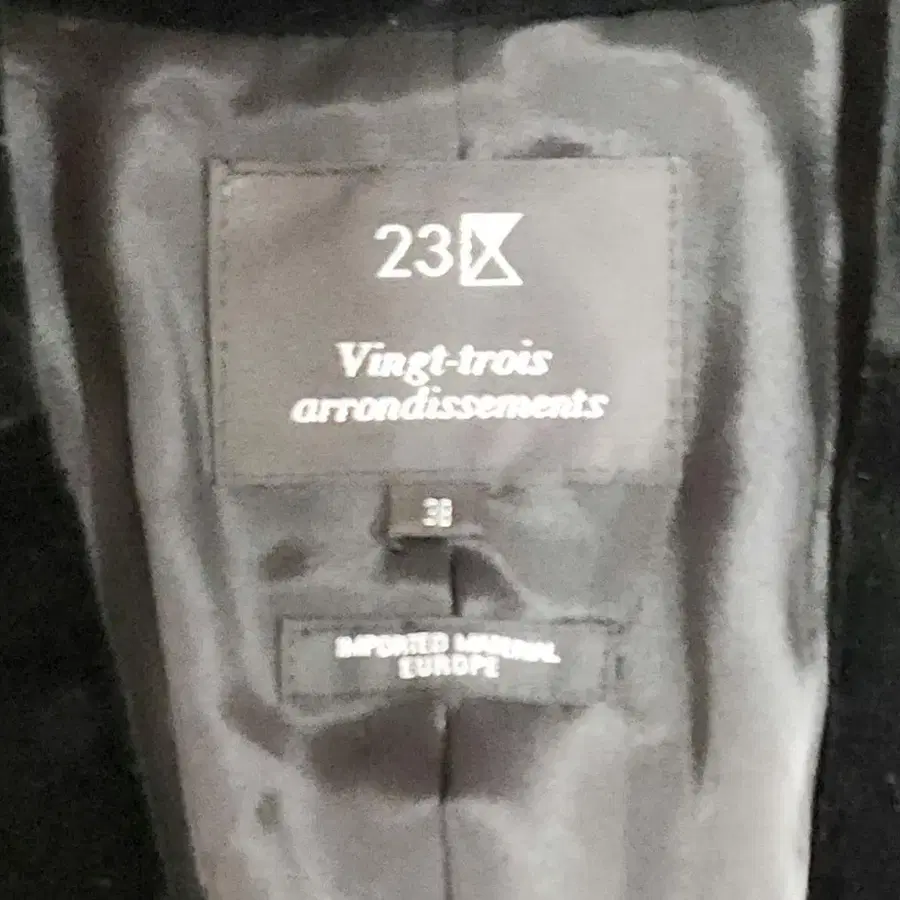 23
Vingt-trois
arrondissements
38
IMPORTED MATERIAL
EUROPE